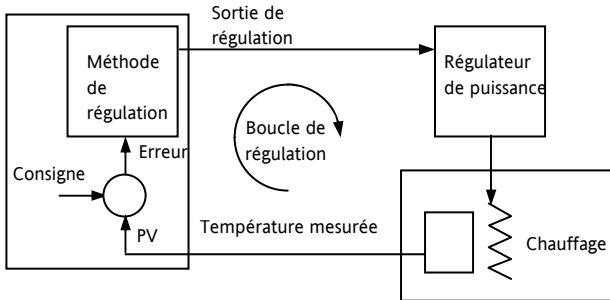 Sortie de
régulation
Méthode
de
régulation
Régulateur
de puissance
Boucle de
régulation
Erreur
Consigne
PV
Température mesurée
Chauffage